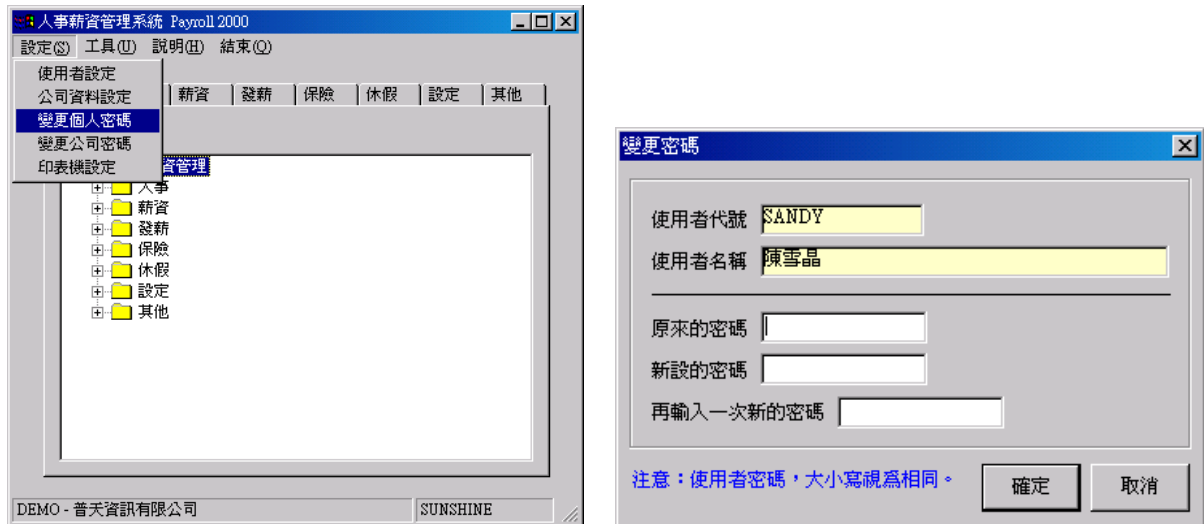 人事薪資管理系統 Payroll 2000
設定(S) 工具(U) 說明(H) 結束(Q)
使用者設定
公司資料設定
變更個人密碼
變更公司密碼
印表機設定
薪資 發薪 保險 休假 設定 其他
資管理
人事
薪資
發薪
保險
休假
設定
其他
DEMO - 普天資訊有限公司 SUNSHINE
變更密碼
使用者代號 SANDY
使用者名稱 陳雪晶
原來的密碼
新設的密碼
再輸入一次新的密碼
注意：使用者密碼，大小寫視爲相同。
確定 取消